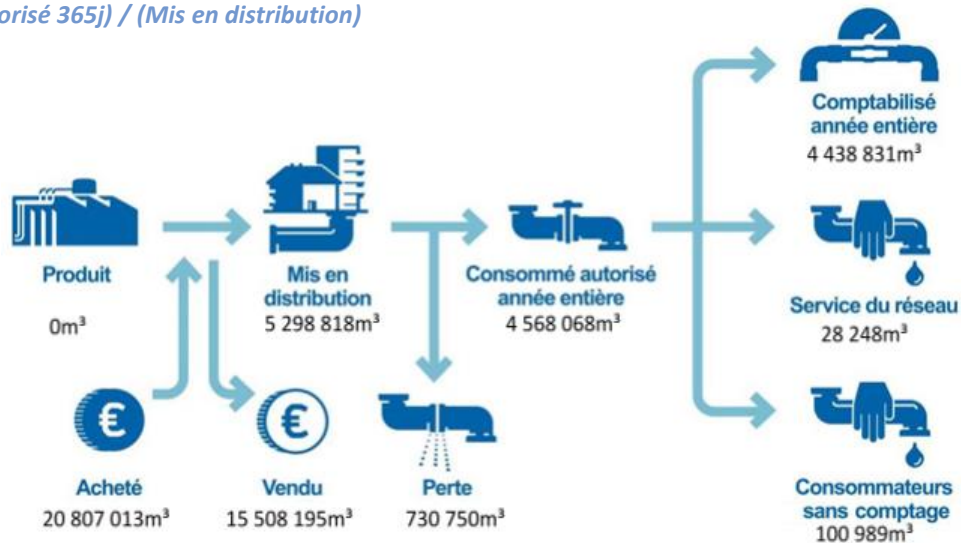 orisé 365j) / (Mis en distribution)
Comptabilisé
année entière
4 438 831m³
Produit
0m³
Mis en
distribution
5 298 818m³
Consommé autorisé
année entière
4 568 068m³
Service du réseau
28 248m³
€
Acheté
20 807 013m³
€
Vendu
15 508 195m³
Perte
730 750m³
Consommateurs
sans comptage
100 989m³